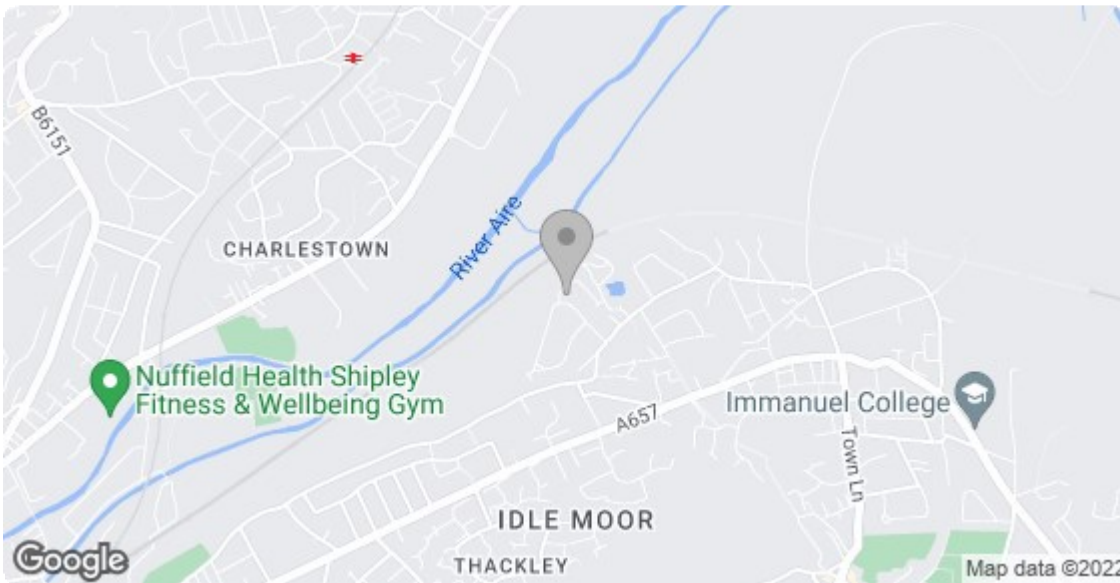 B6151
River Aire
CHARLESTOWN
Nuffield Health Shipley
Fitness & Wellbeing Gym
Immanuel College
A657
Town Ln
IDLE MOOR
THACKLEY
Google
Map data ©2022